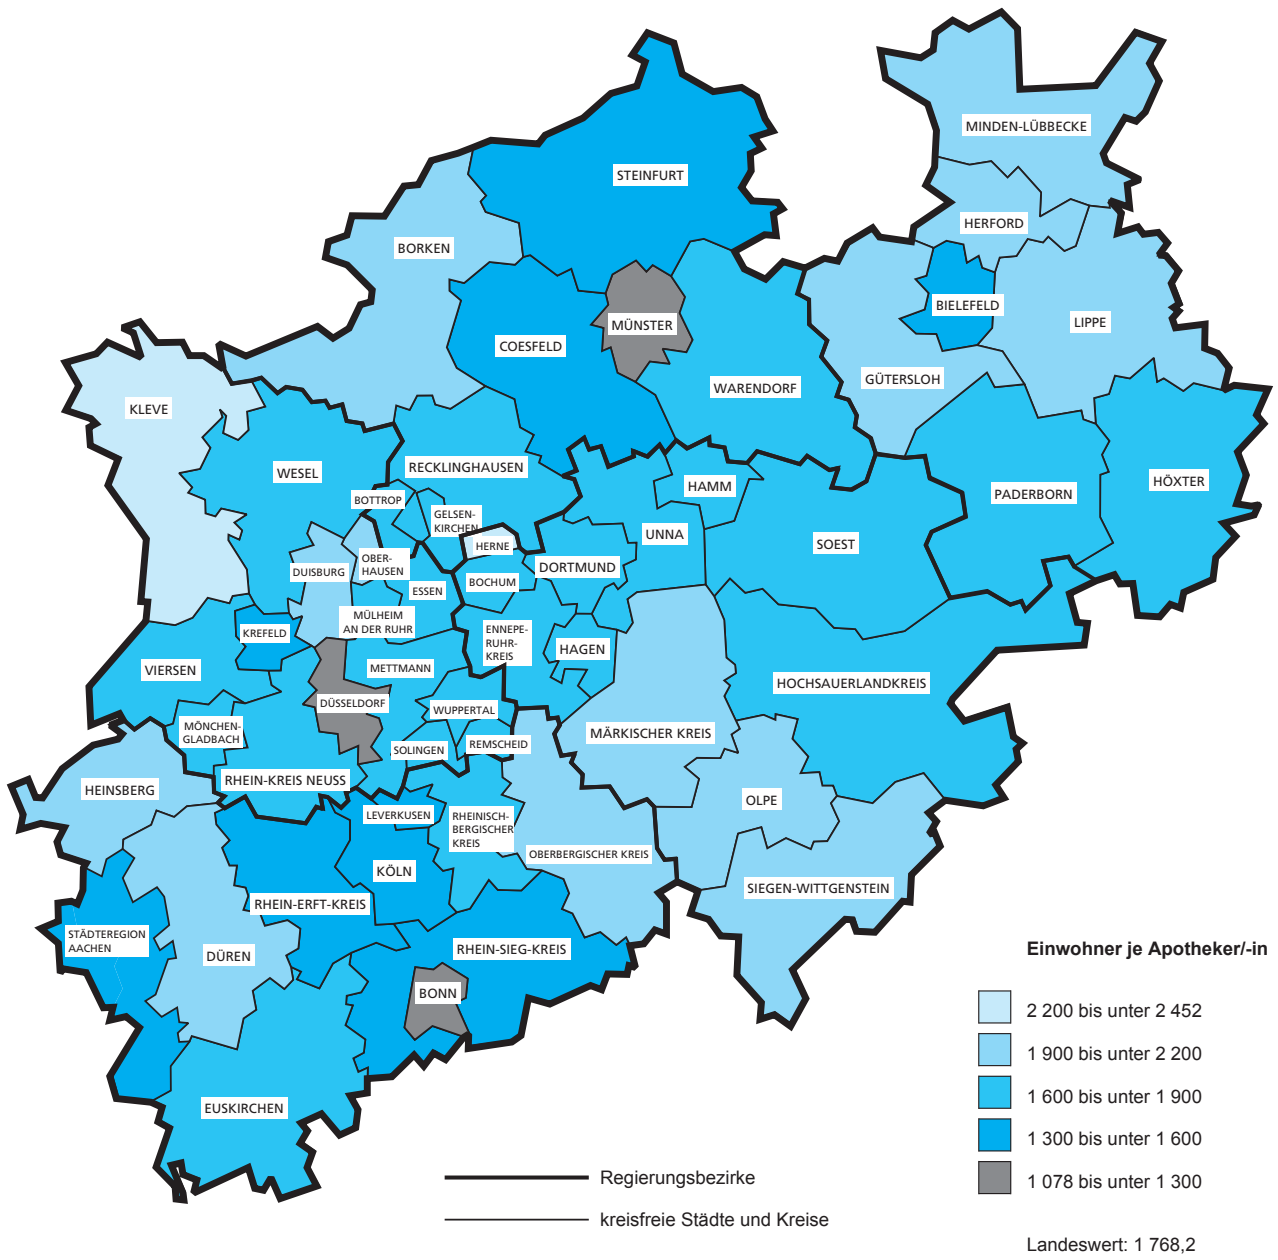 MINDEN-LÜBBECKE
STEINFURT
HERFORD
BORKEN
BIELEFELD
MÜNSTER
LIPPE
COESFELD
GÜTERSLOH
WARENDORF
KLEVE
RECKLINGHAUSEN
WESEL
HÖXTER
HAMM
PADERBORN
BOTTROP
GELSEN-
KIRCHEN
UNNA
SOEST
HERNE
OBER-
HAUSEN
DORTMUND
DUISBURG
BOCHUM
ESSEN
MÜLHEIM
AN DER RUHR
KREFELD
ENNEPE-
RUHR-
KREIS
HAGEN
METTMANN
VIERSEN
HOCHSAUERLANDKREIS
DÜSSELDORF
WUPPERTAL
MÖNCHEN-
GLADBACH
MÄRKISCHER KREIS
REMSCHEID
SOLINGEN
RHEIN-KREIS NEUSS
HEINSBERG
OLPE
LEVERKUSEN
RHEINISCH-
BERGISCHER
KREIS
OBERBERGISCHER KREIS
KÖLN
SIEGEN-WITTGENSTEIN
RHEIN-ERFT-KREIS
STÄDTEREGION
AACHEN
RHEIN-SIEG-KREIS
DÜREN
BONN
EUSKIRCHEN
Einwohner je Apotheker/-in
2 200 bis unter 2 452
1 900 bis unter 2 200
1 600 bis unter 1 900
1 300 bis unter 1 600
1 078 bis unter 1 300
Regierungsbezirke
kreisfreie Städte und Kreise
Landeswert: 1 768,2